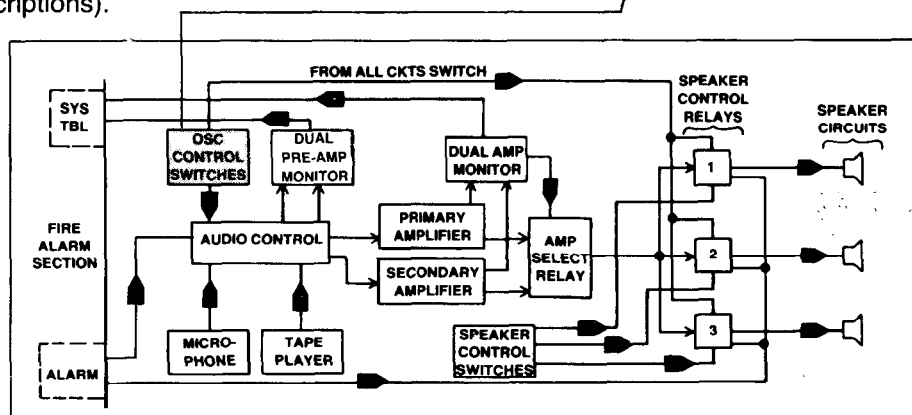 criptions).
FROM ALL CKTS SWITCH
SPEAKER
CONTROL
RELAYS
SPEAKER
CIRCUITS
SYS
TBL
OSC
CONTROL
SWITCHES
DUAL
PRE-AMP
MONITOR
DUAL AMP
MONITOR
1
FIRE
ALARM
SECTION
AUDIO CONTROL
PRIMARY
AMPLIFIER
SECONDARY
AMPLIFIER
AMP
SELECT
RELAY
2
MICRO-
PHONE
TAPE
PLAYER
SPEAKER
CONTROL
SWITCHES
3
ALARM